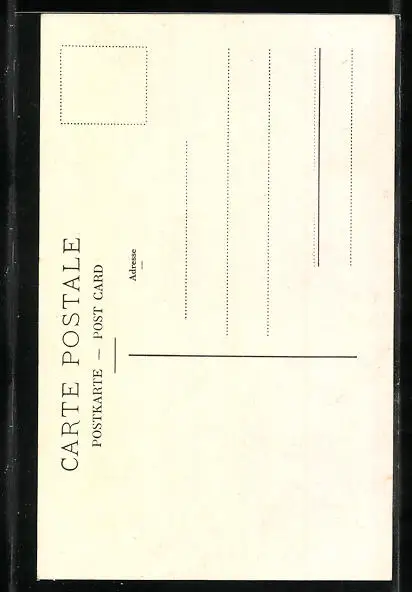 CARTE POSTALE
POSTKARTE — POST CARD
Adresse